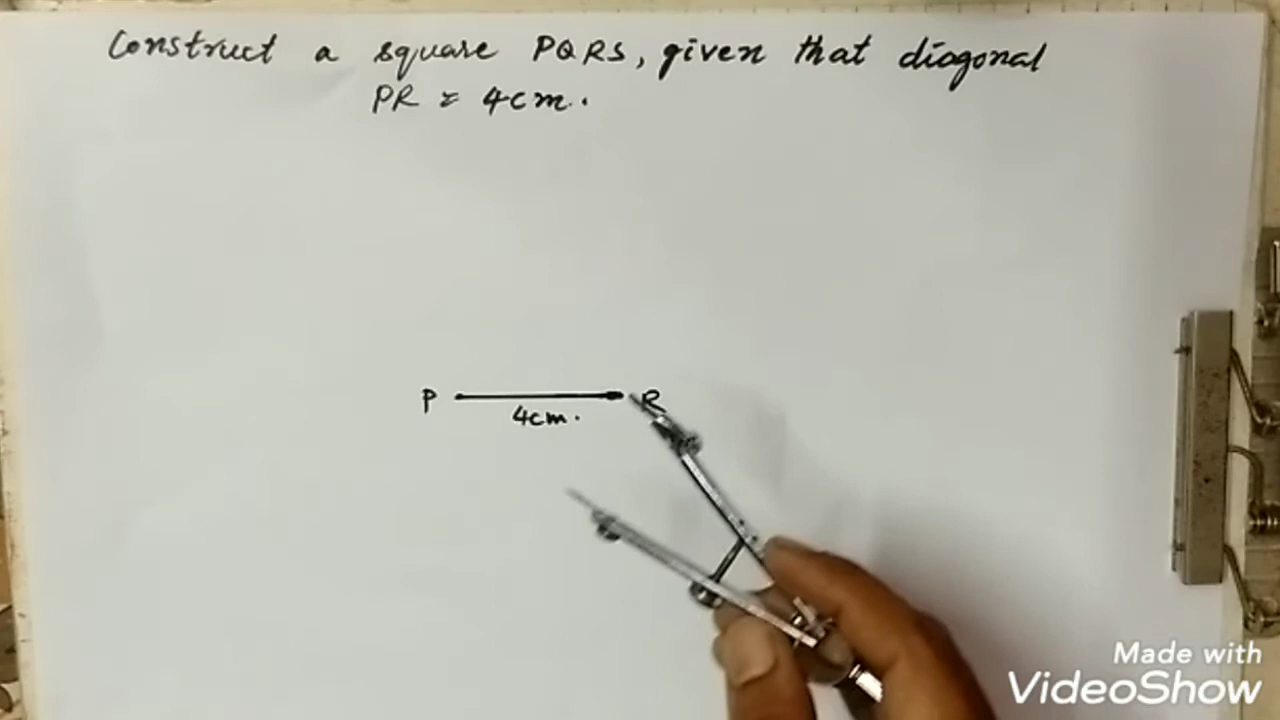 Construct a square PQRS, given that diagonal
PR = 4cm.
P R
4cm.
Made with
VideoShow